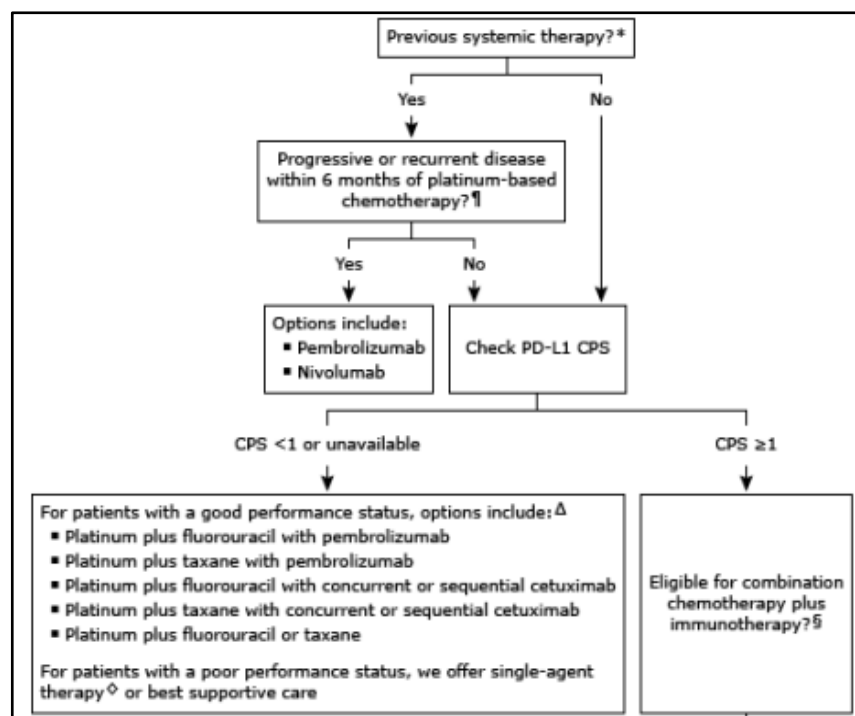 Previous systemic therapy?*
Yes
No
Progressive or recurrent disease
within 6 months of platinum-based
chemotherapy?¶
Yes
No
Options include:
▪ Pembrolizumab
▪ Nivolumab
Check PD-L1 CPS
CPS <1 or unavailable
CPS ≥1
For patients with a good performance status, options include:Δ
▪ Platinum plus fluorouracil with pembrolizumab
▪ Platinum plus taxane with pembrolizumab
▪ Platinum plus fluorouracil with concurrent or sequential cetuximab
▪ Platinum plus taxane with concurrent or sequential cetuximab
▪ Platinum plus fluorouracil or taxane
For patients with a poor performance status, we offer single-agent
therapy◇ or best supportive care
Eligible for combination
chemotherapy plus
immunotherapy?§